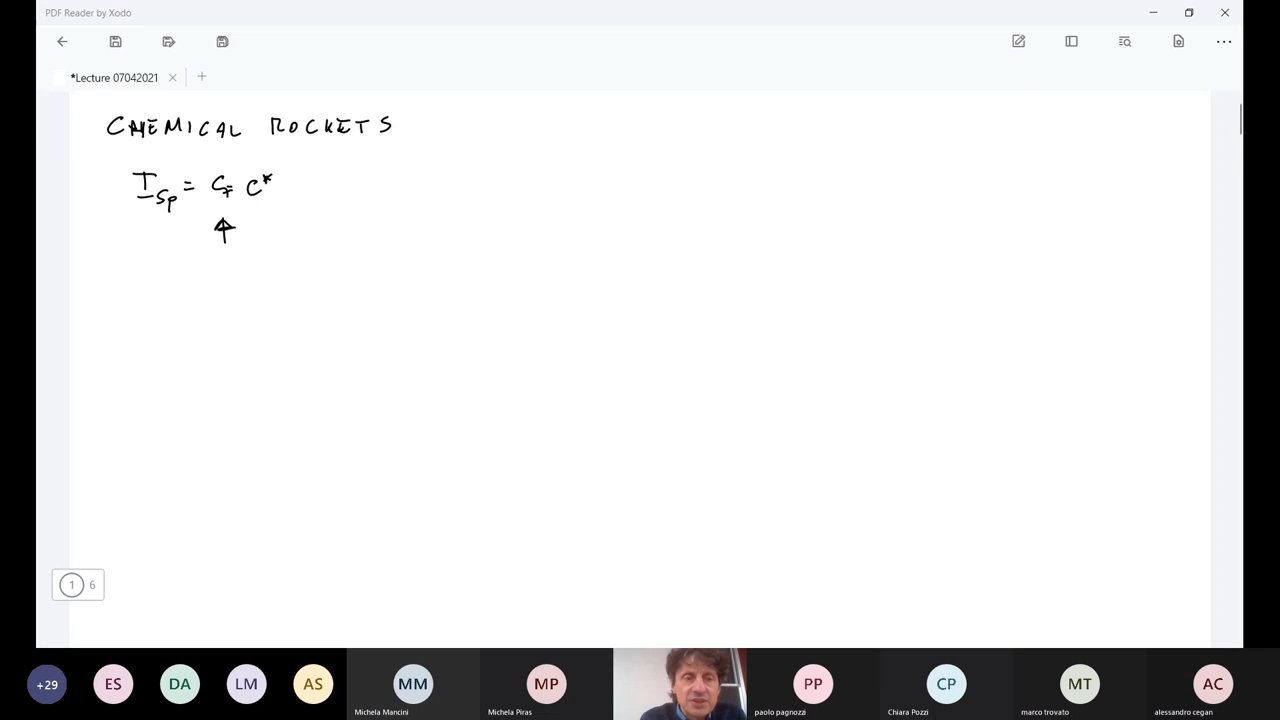 PDF Reader by Xodo
*Lecture 07042021
CHEMICAL ROCKETS
I_Sp = C_F C*
1 6
+29 ES DA LM AS MM MP PP CP MT AC
Michela Mancini Michela Piras paolo pagnozzi Chiara Pozzi marco trovato alessandro cegan